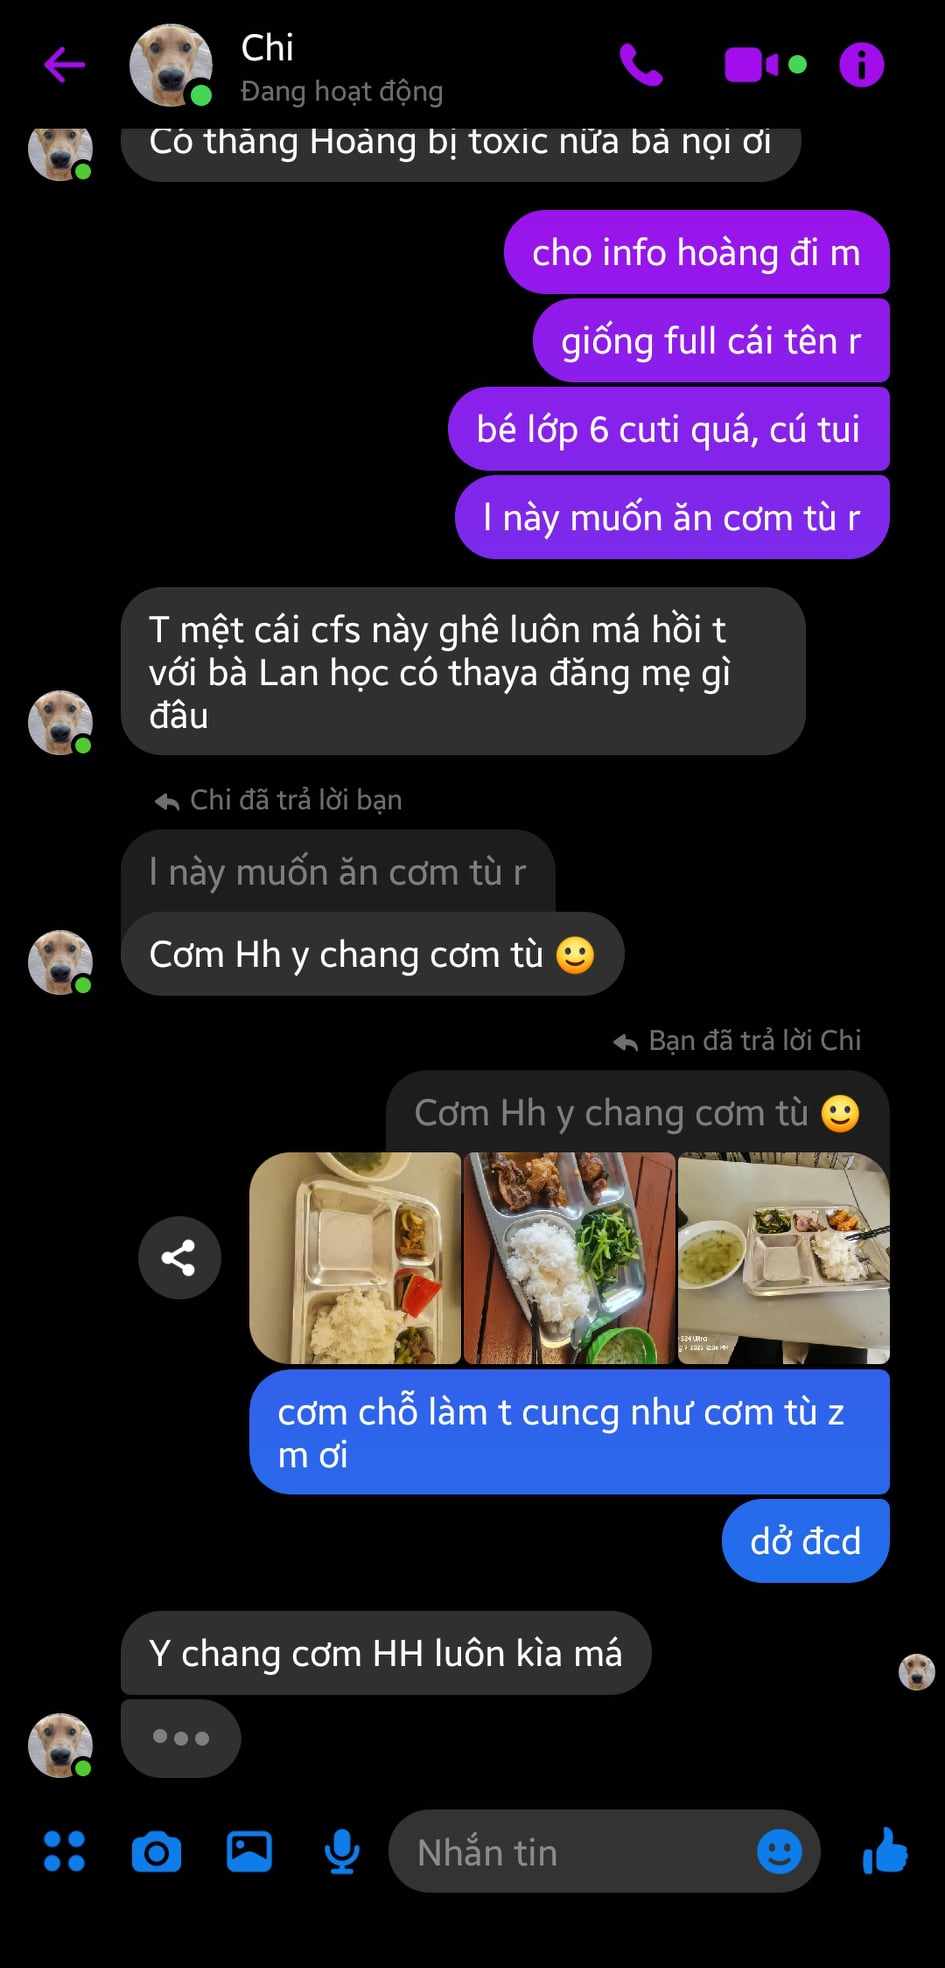 Chi
Đang hoạt động
Có thằng Hoàng bị toxic nữa bà nọi ơi
cho info hoàng đi m
giống full cái tên r
bé lớp 6 cuti quá, cú tui
l này muốn ăn cơm tù r
T mệt cái cfs này ghê luôn má hồi t
với bà Lan học có thaya đăng mẹ gì
đâu
Chi đã trả lời bạn
l này muốn ăn cơm tù r
Cơm Hh y chang cơm tù 🙂
Bạn đã trả lời Chi
Cơm Hh y chang cơm tù 🙂
S24 Ultra
cơm chỗ làm t cuncg như cơm tù z
m ơi
dở đcd
Y chang cơm HH luôn kìa má
Nhắn tin